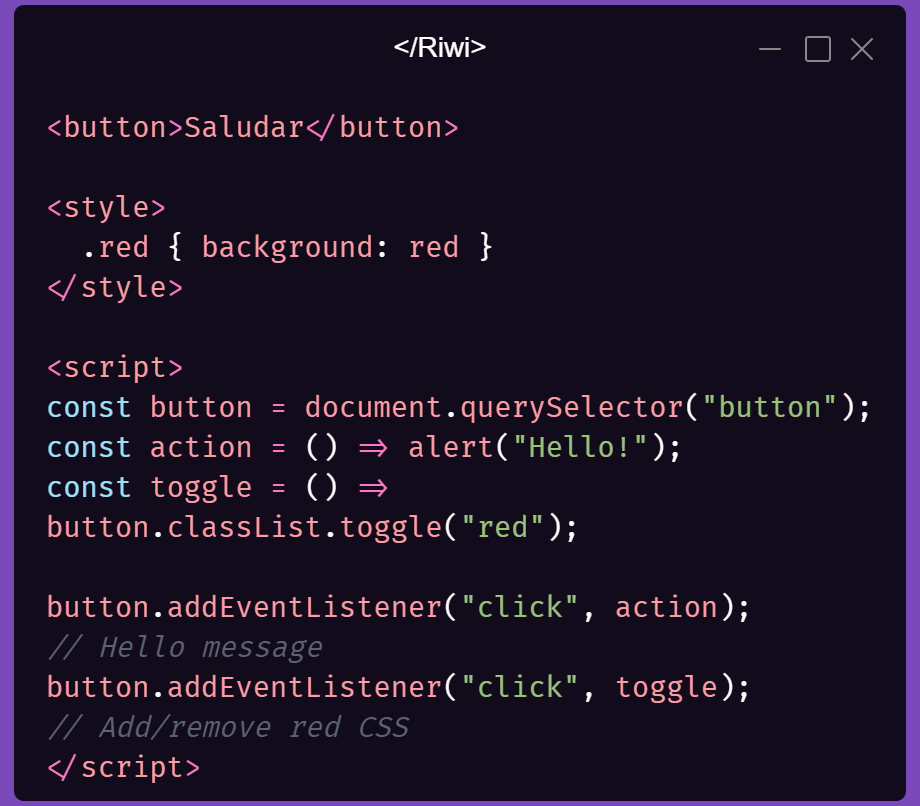 </Riwi>
<button>Saludar</button>
<style>
.red { background: red }
</style>
<script>
const button = document.querySelector("button");
const action = () => alert("Hello!");
const toggle = () =>
button.classList.toggle("red");
button.addEventListener("click", action);
// Hello message
button.addEventListener("click", toggle);
// Add/remove red CSS
</script>